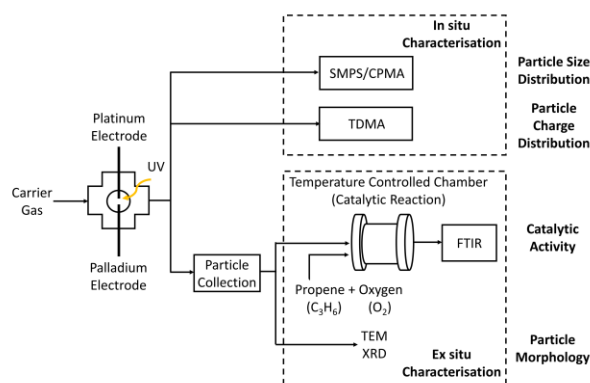 In situ
Characterisation
SMPS/CPMA
Particle Size
Distribution
TDMA
Particle
Charge
Distribution
Platinum
Electrode
UV
Carrier
Gas
Palladium
Electrode
Particle
Collection
Temperature Controlled Chamber
(Catalytic Reaction)
FTIR
Catalytic
Activity
Propene + Oxygen
(C₃H₆) (O₂)
TEM
XRD
Particle
Morphology
Ex situ
Characterisation